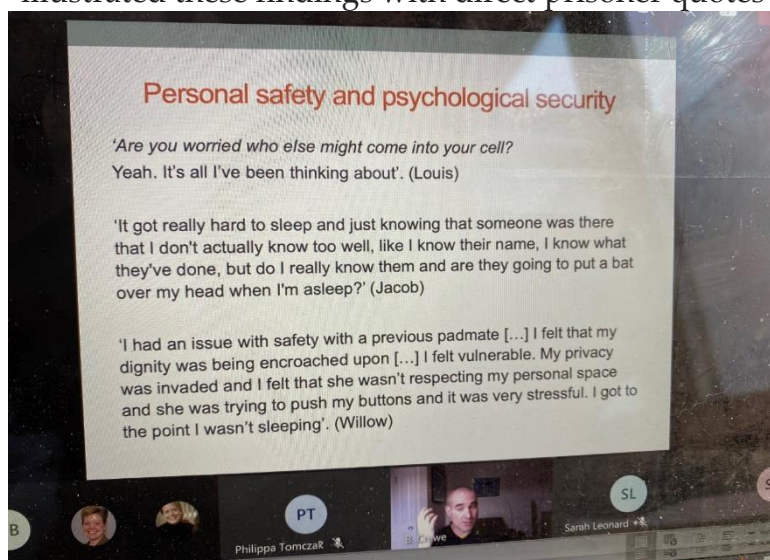 illustrated these findings with direct prisoner quotes
Personal safety and psychological security
'Are you worried who else might come into your cell?
Yeah. It's all I've been thinking about'. (Louis)
'It got really hard to sleep and just knowing that someone was there
that I don't actually know too well, like I know their name, I know what
they've done, but do I really know them and are they going to put a bat
over my head when I'm asleep?' (Jacob)
'I had an issue with safety with a previous padmate [...] I felt that my
dignity was being encroached upon [...] I felt vulnerable. My privacy
was invaded and I felt that she wasn't respecting my personal space
and she was trying to push my buttons and it was very stressful. I got to
the point I wasn't sleeping'. (Willow)
B
PT
Philippa TomczaK
B. Crewe
SL
Sarah Leonard
S